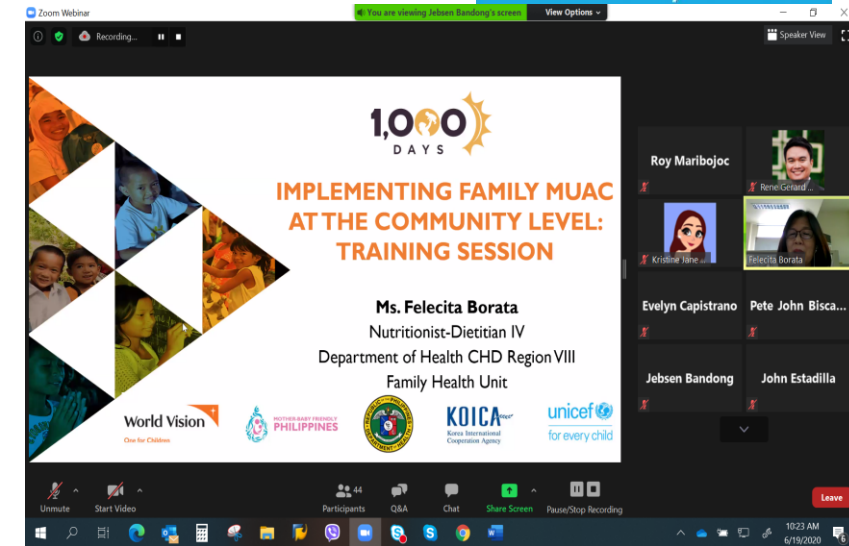 Zoom Webinar
You are viewing Jebsen Bandong's screen
View Options
Recording...
Speaker View
1,000
DAYS
IMPLEMENTING FAMILY MUAC
AT THE COMMUNITY LEVEL:
TRAINING SESSION
Ms. Felecita Borata
Nutritionist-Dietitian IV
Department of Health CHD Region VIII
Family Health Unit
World Vision
One for Children
MOTHER-BABY FRIENDLY
PHILIPPINES
KOICA
Korea International
Cooperation Agency
unicef
for every child
Roy Maribojoc
Rene Gerard ...
Kristine Jane ...
Felecita Borata
Evelyn Capistrano
Pete John Bisca...
Jebsen Bandong
John Estadilla
Unmute
Start Video
44
Participants
Q&A
Chat
Share Screen
Pause/Stop Recording
Leave
10:23 AM
6/19/2020